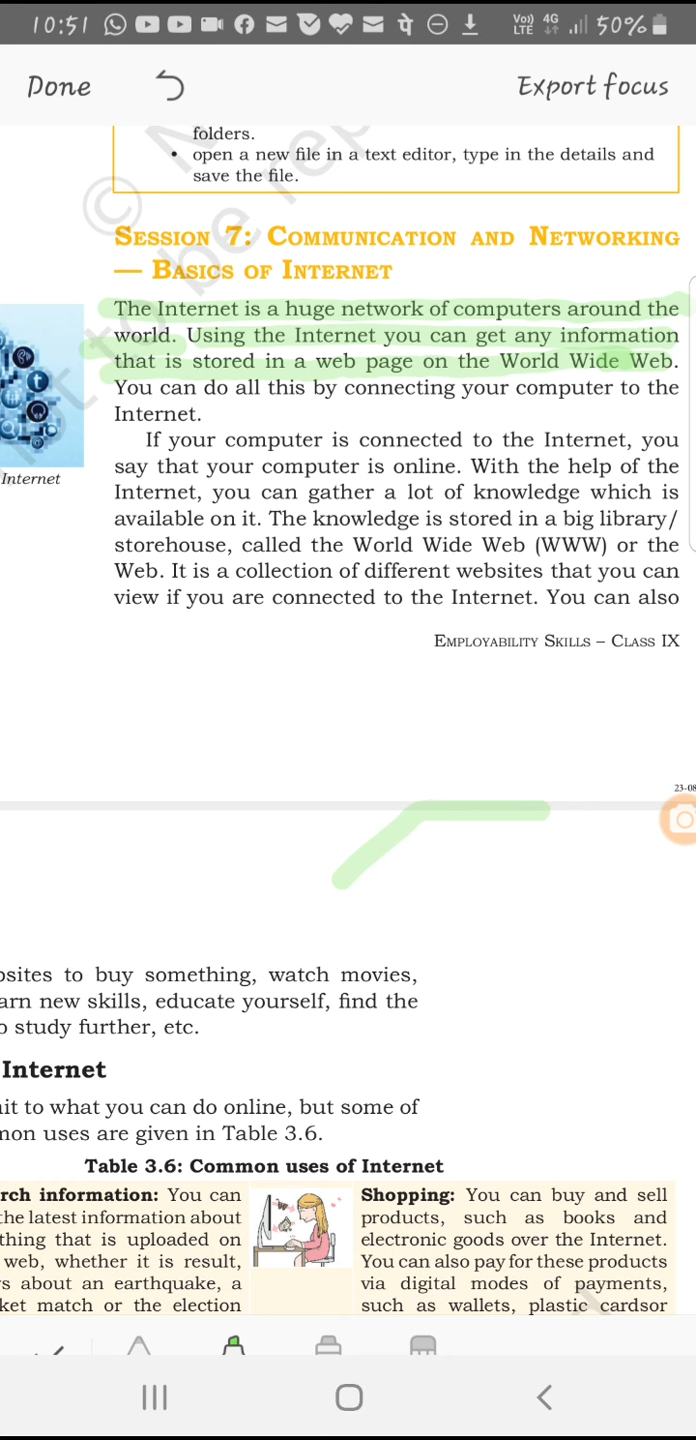 10:51
Vo)) 4G 50%
LTE
Done Export focus
folders.
• open a new file in a text editor, type in the details and
save the file.
SESSION 7: COMMUNICATION AND NETWORKING
— BASICS OF INTERNET
The Internet is a huge network of computers around the
world. Using the Internet you can get any information
that is stored in a web page on the World Wide Web.
You can do all this by connecting your computer to the
Internet.
If your computer is connected to the Internet, you
say that your computer is online. With the help of the
Internet, you can gather a lot of knowledge which is
available on it. The knowledge is stored in a big library/
storehouse, called the World Wide Web (WWW) or the
Web. It is a collection of different websites that you can
view if you are connected to the Internet. You can also
Internet
EMPLOYABILITY SKILLS – CLASS IX
23-08
osites to buy something, watch movies,
arn new skills, educate yourself, find the
o study further, etc.
Internet
nit to what you can do online, but some of
mon uses are given in Table 3.6.
Table 3.6: Common uses of Internet
rch information: You can
the latest information about
thing that is uploaded on
web, whether it is result,
s about an earthquake, a
ket match or the election
Shopping: You can buy and sell
products, such as books and
electronic goods over the Internet.
You can also pay for these products
via digital modes of payments,
such as wallets, plastic cardsor